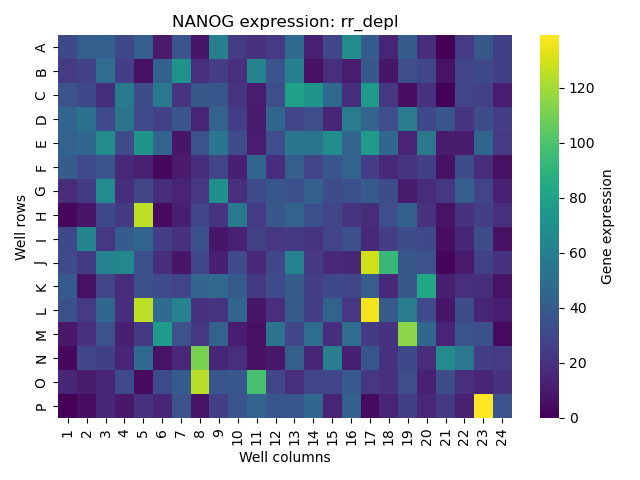 NANOG expression: rr_depl
A
B
C
D
E
F
G
H
I
J
K
L
M
N
O
P
Well rows
1 2 3 4 5 6 7 8 9 10 11 12 13 14 15 16 17 18 19 20 21 22 23 24
Well columns
120
100
80
60
40
20
0
Gene expression